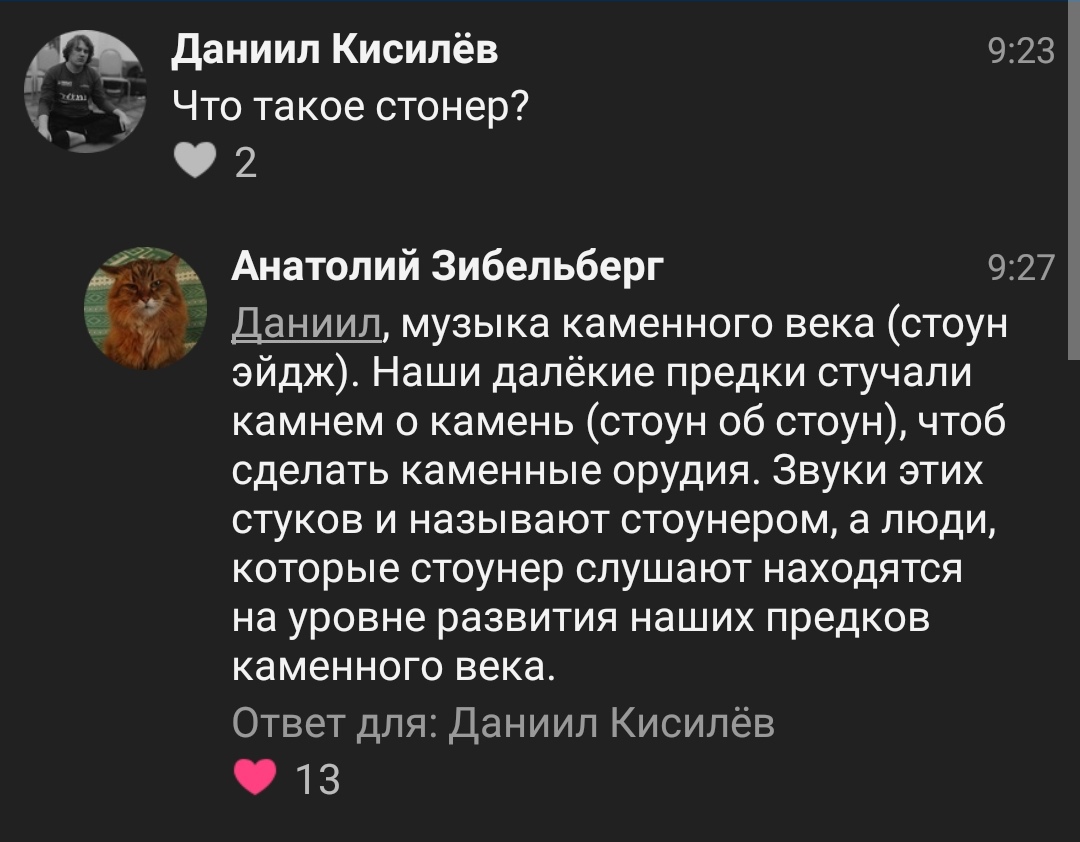 Даниил Кисилёв
9:23
Что такое стонер?
2
Анатолий Зибельберг
9:27
Даниил, музыка каменного века (стоун
эйдж). Наши далёкие предки стучали
камнем о камень (стоун об стоун), чтоб
сделать каменные орудия. Звуки этих
стуков и называют стоунером, а люди,
которые стоунер слушают находятся
на уровне развития наших предков
каменного века.
Ответ для: Даниил Кисилёв
13